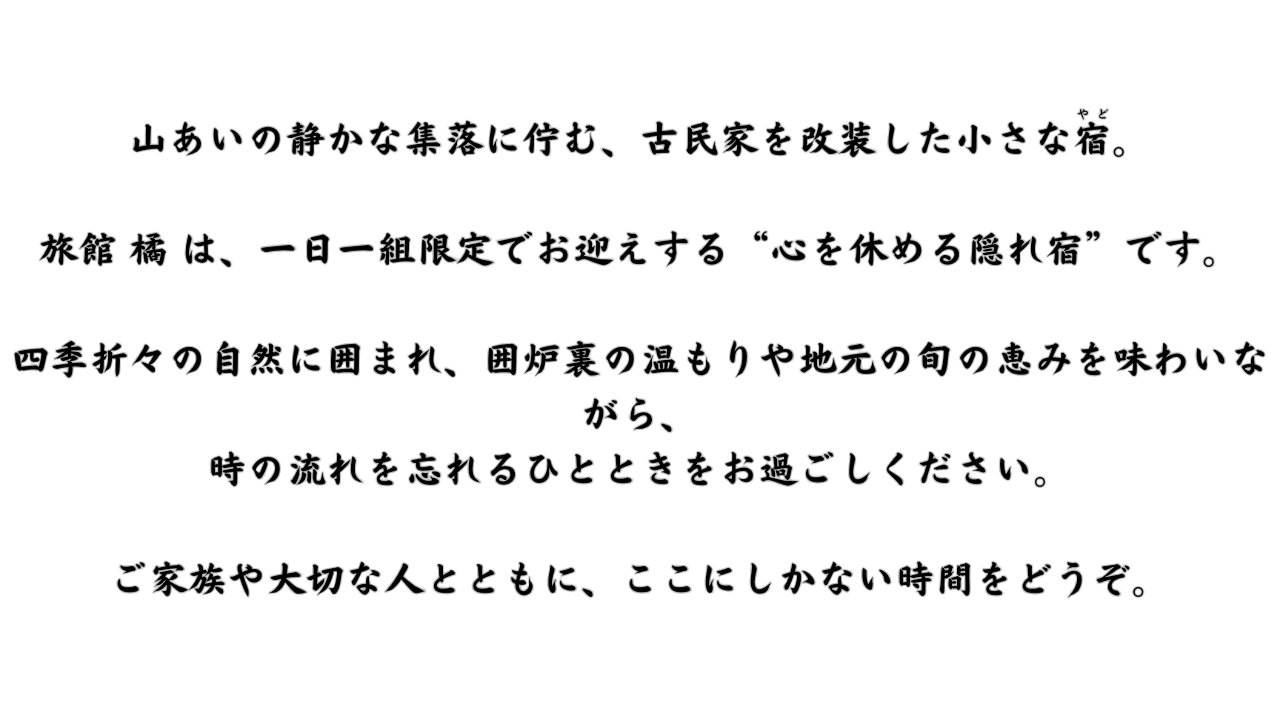 山あいの静かな集落に佇む、古民家を改装した小さな宿。
やど
旅館 橘 は、一日一組限定でお迎えする“心を休める隠れ宿”です。
四季折々の自然に囲まれ、囲炉裏の温もりや地元の旬の恵みを味わいな
がら、
時の流れを忘れるひとときをお過ごしください。
ご家族や大切な人とともに、ここにしかない時間をどうぞ。